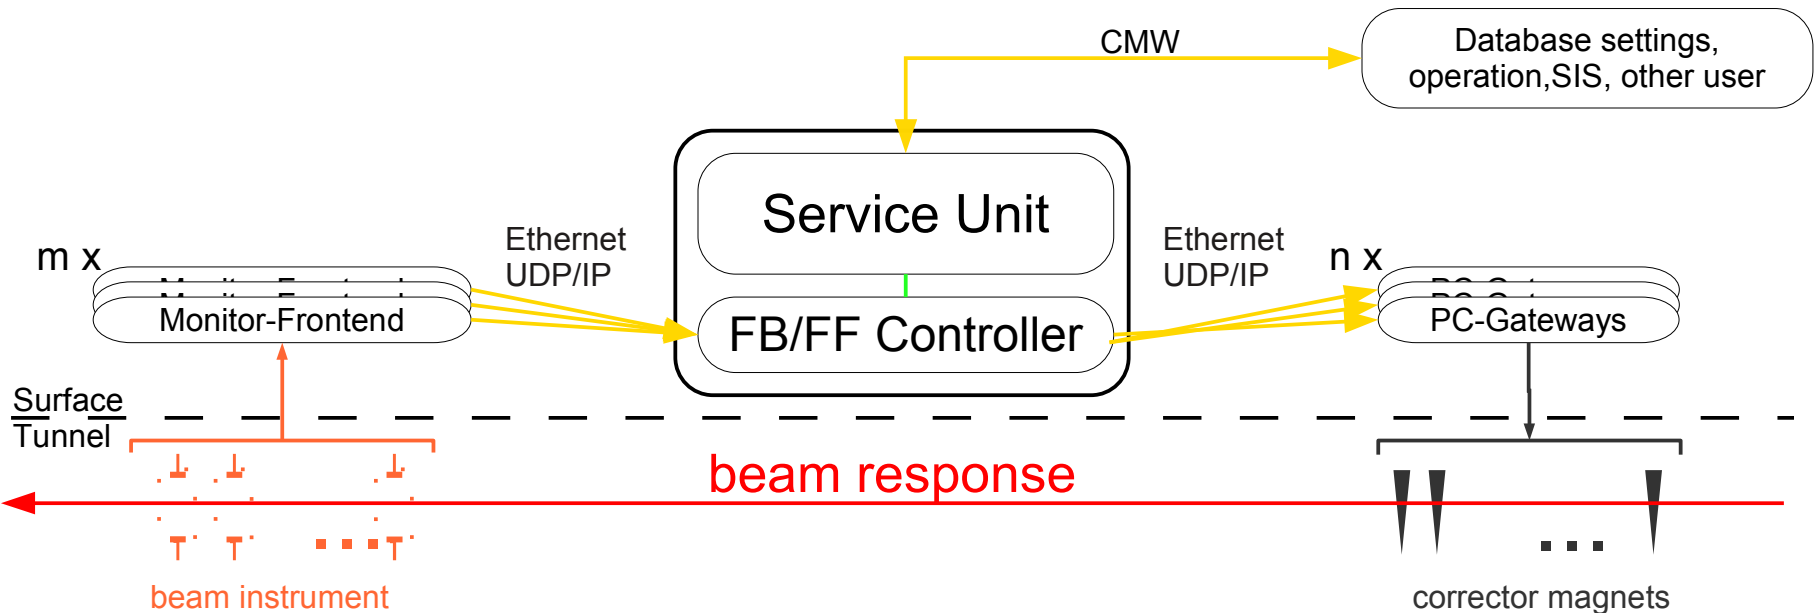 CMW
Database settings,
operation,SIS, other user
Service Unit
Ethernet
UDP/IP
Ethernet
UDP/IP
m x
n x
Monitor-Frontend
FB/FF Controller
PC-Gateways
Surface
Tunnel
beam response
beam instrument
corrector magnets